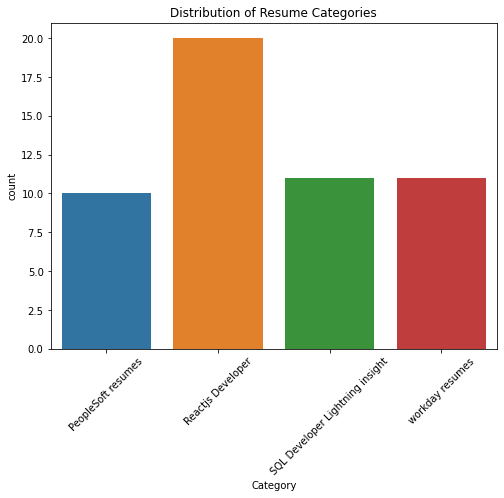 Distribution of Resume Categories
20.0
17.5
15.0
12.5
10.0
7.5
5.0
2.5
0.0
count
PeopleSoft resumes
Reactjs Developer
SQL Developer Lightning insight
workday resumes
Category